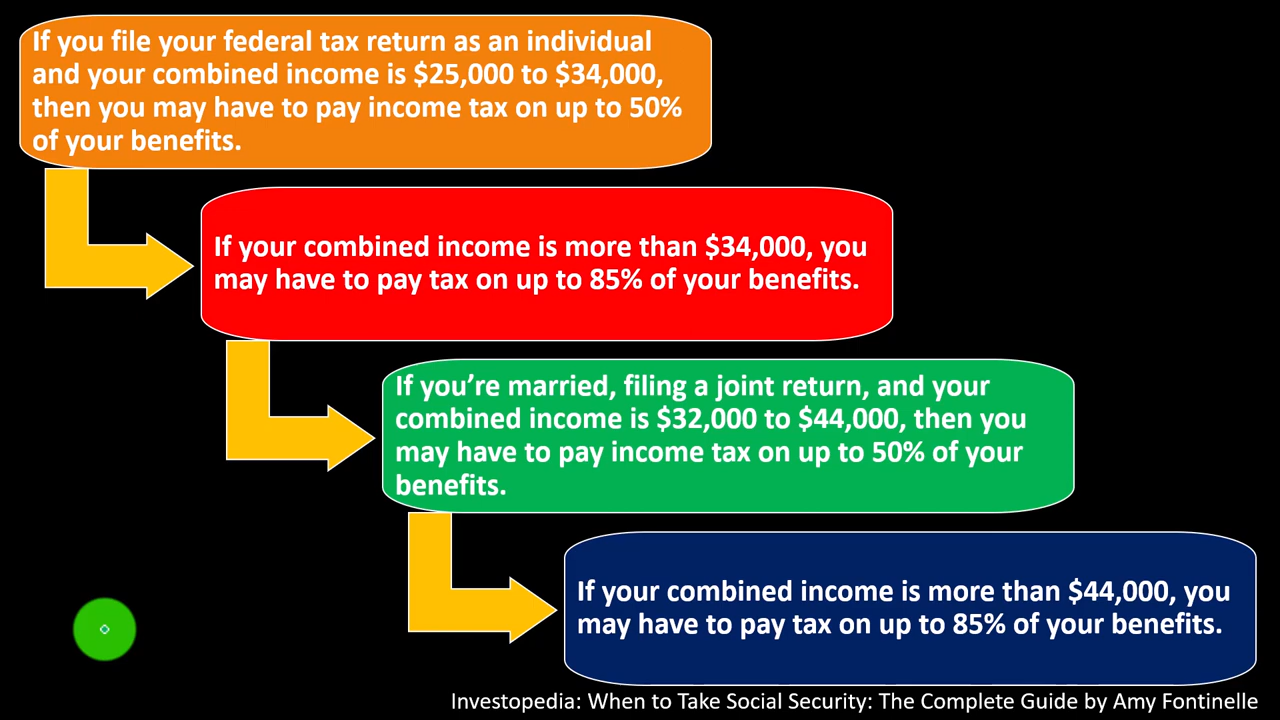 If you file your federal tax return as an individual
and your combined income is $25,000 to $34,000,
then you may have to pay income tax on up to 50%
of your benefits.
If your combined income is more than $34,000, you
may have to pay tax on up to 85% of your benefits.
If you’re married, filing a joint return, and your
combined income is $32,000 to $44,000, then you
may have to pay income tax on up to 50% of your
benefits.
If your combined income is more than $44,000, you
may have to pay tax on up to 85% of your benefits.
Investopedia: When to Take Social Security: The Complete Guide by Amy Fontinelle